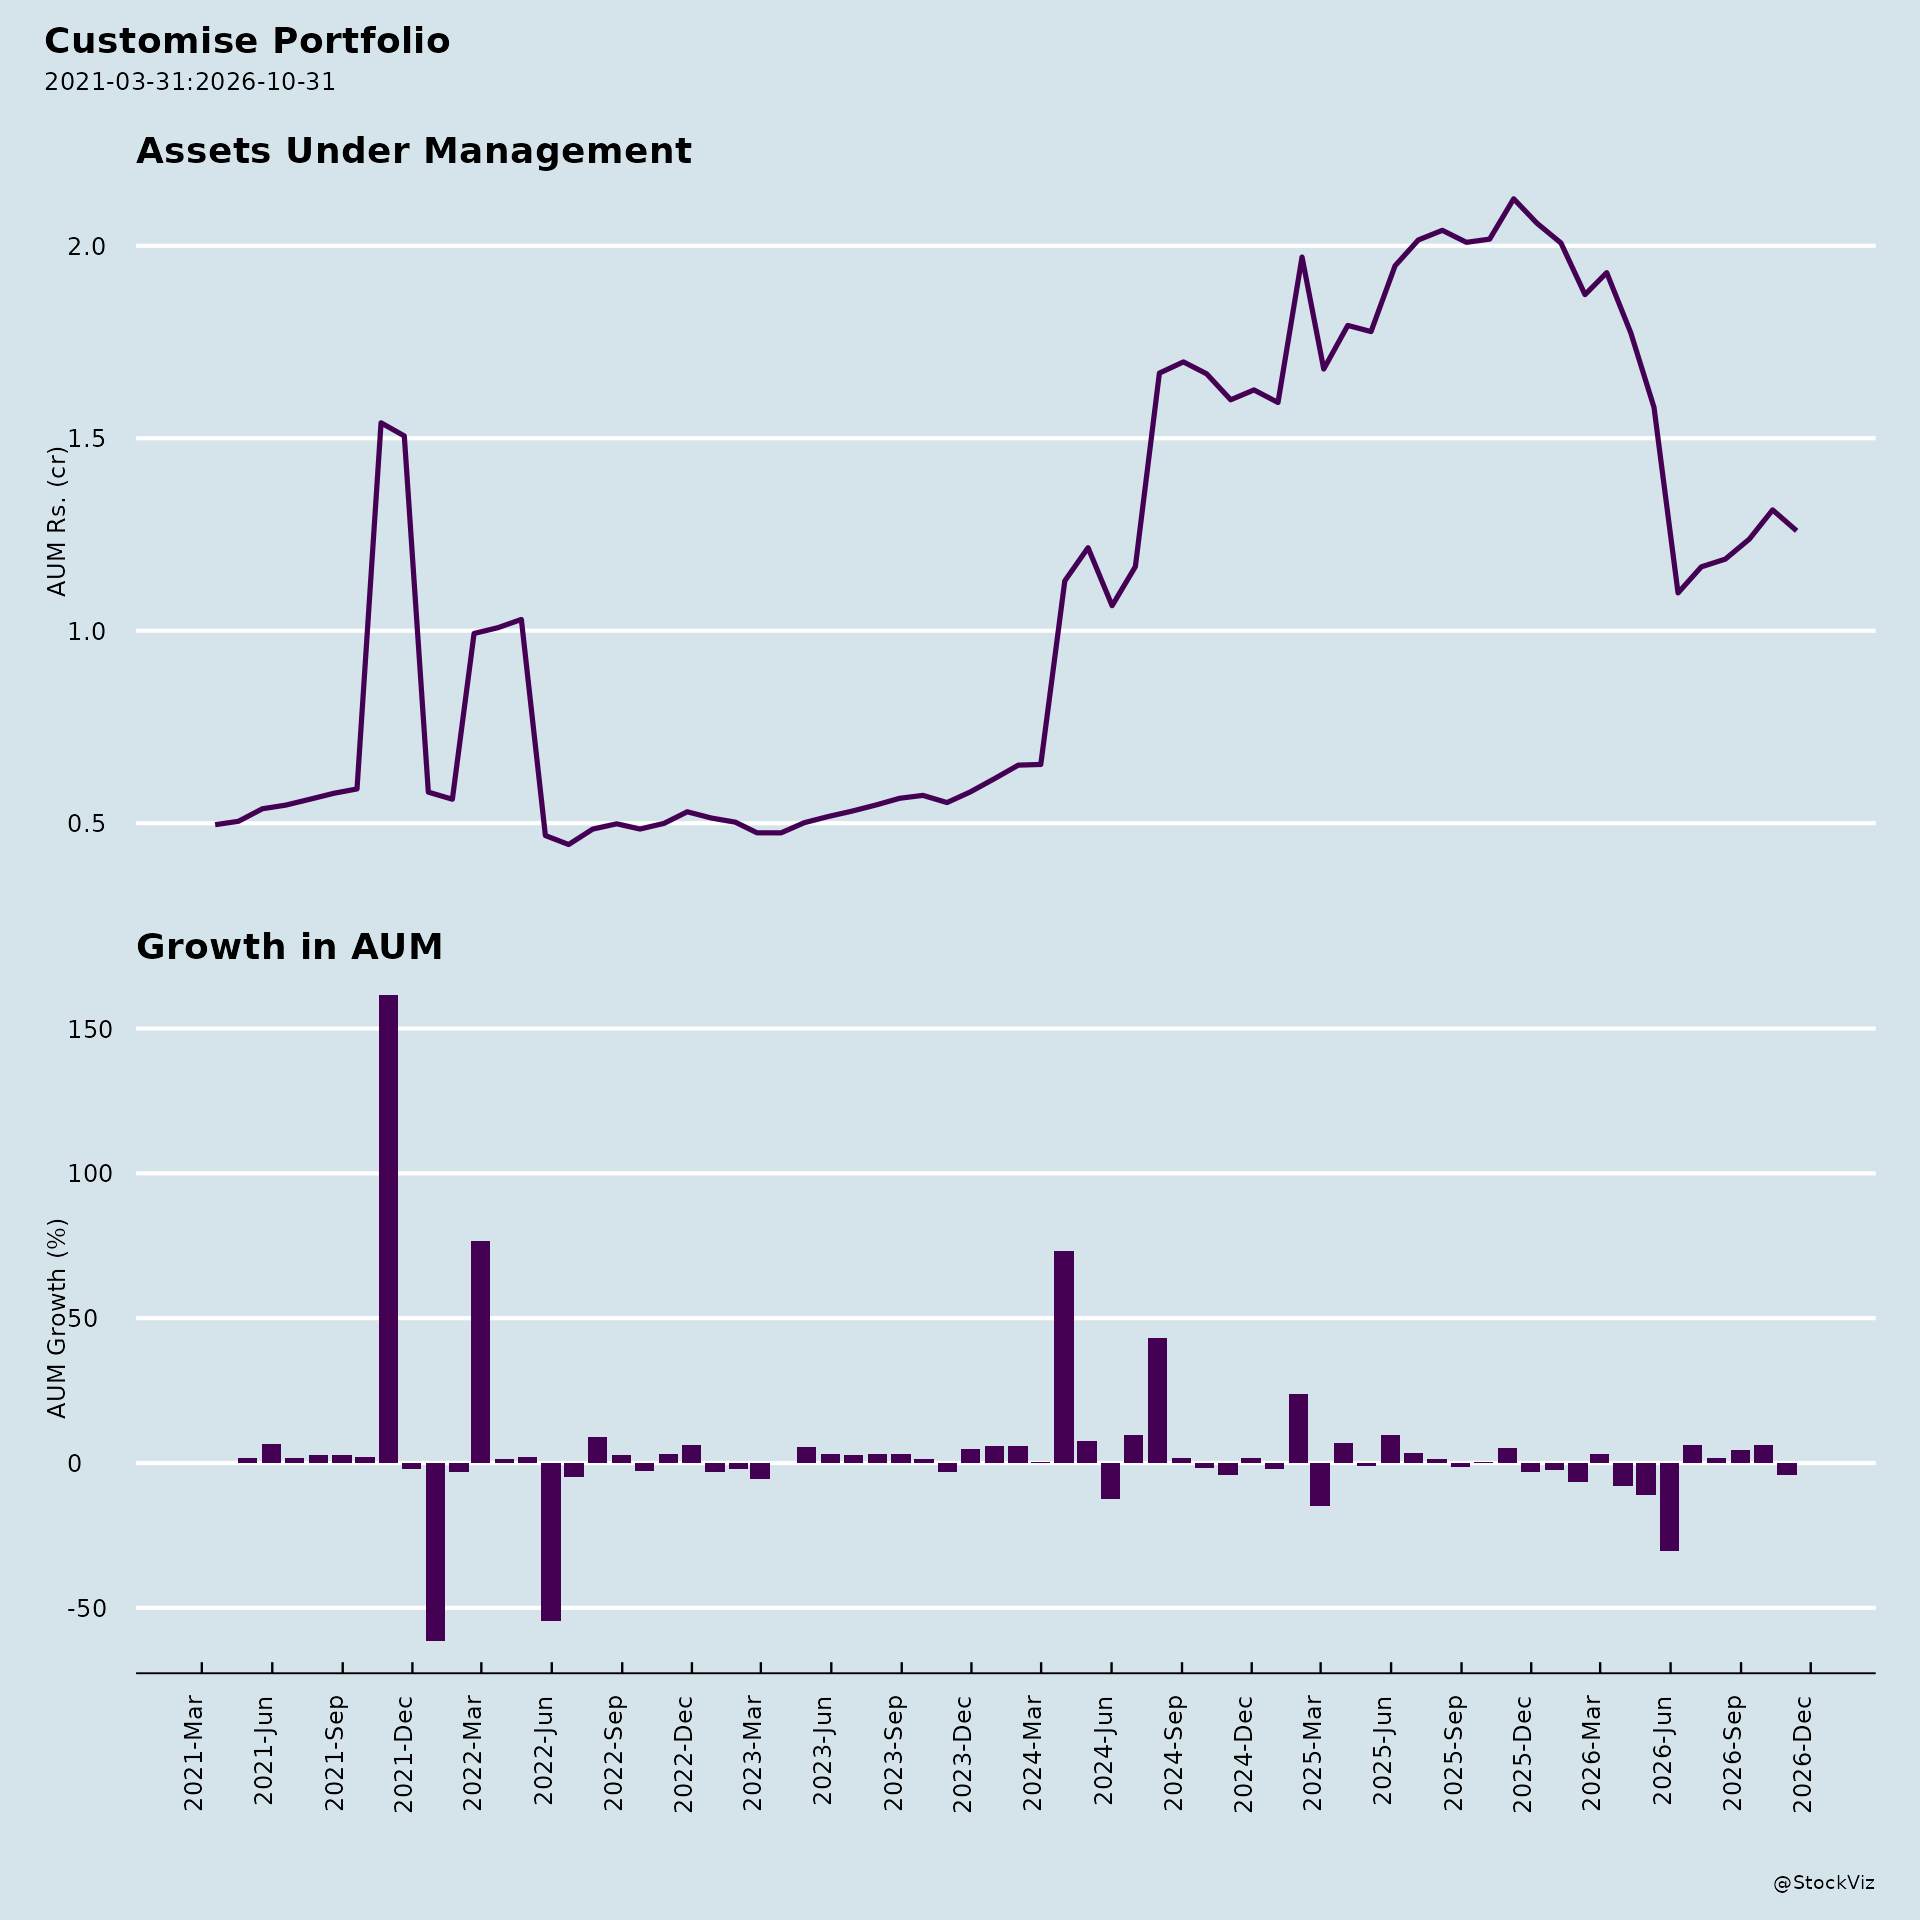 Customise Portfolio
2021-03-31:2026-10-31
Assets Under Management
AUM Rs. (cr)
2.0
1.5
1.0
0.5
Growth in AUM
AUM Growth (%)
150
100
50
0
-50
2021-Mar
2021-Jun
2021-Sep
2021-Dec
2022-Mar
2022-Jun
2022-Sep
2022-Dec
2023-Mar
2023-Jun
2023-Sep
2023-Dec
2024-Mar
2024-Jun
2024-Sep
2024-Dec
2025-Mar
2025-Jun
2025-Sep
2025-Dec
2026-Mar
2026-Jun
2026-Sep
2026-Dec
@StockViz